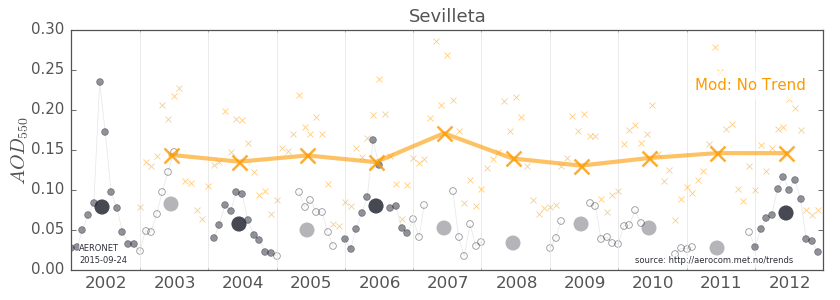 Sevilleta
0.30
0.25
0.20
0.15
0.10
0.05
0.00
AOD550
Mod: No Trend
AERONET
2015-09-24
source: http://aerocom.met.no/trends
2002 2003 2004 2005 2006 2007 2008 2009 2010 2011 2012